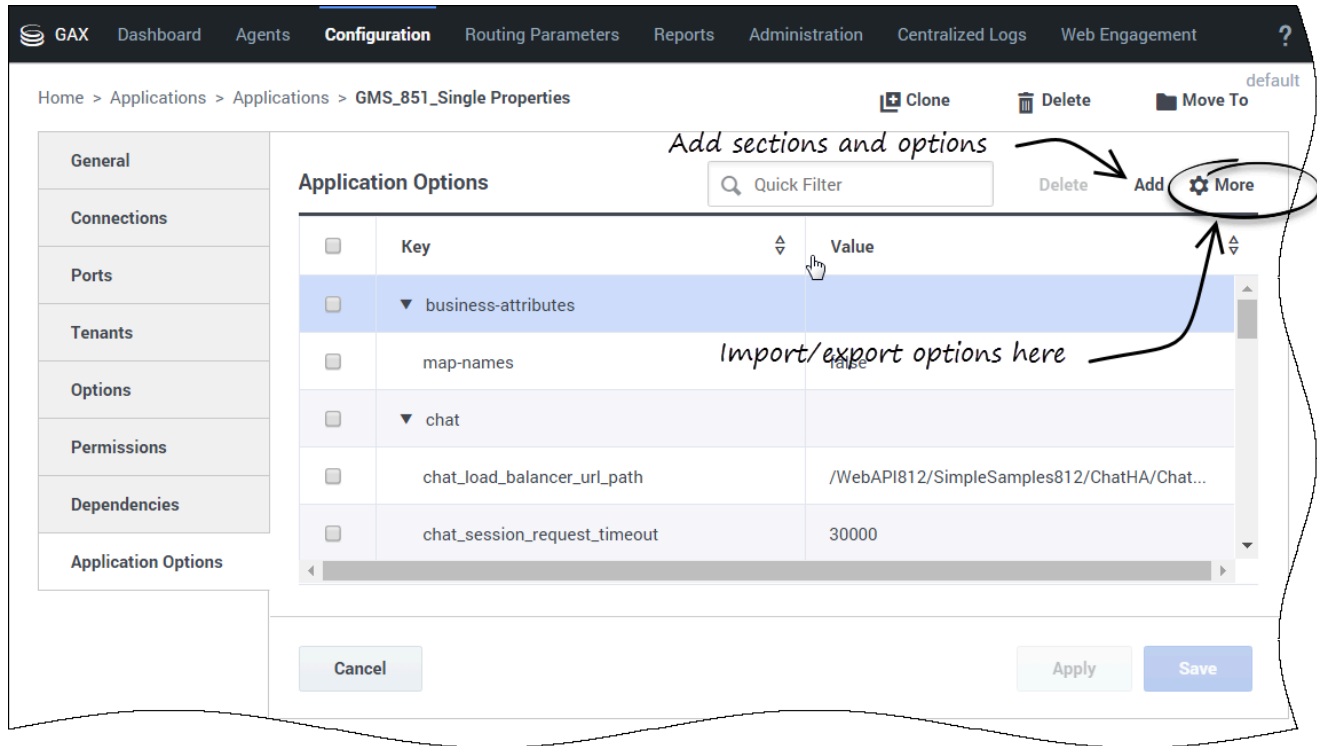 GAX Dashboard Agents Configuration Routing Parameters Reports Administration Centralized Logs Web Engagement ?
default
Home > Applications > Applications > GMS_851_Single Properties Clone Delete Move To
Add sections and options
General
Application Options Quick Filter Delete Add More
Connections
Key Value
Ports
business-attributes
Tenants
map-names false
Import/export options here
Options
chat
Permissions
chat_load_balancer_url_path /WebAPI812/SimpleSamples812/ChatHA/Chat...
Dependencies
chat_session_request_timeout 30000
Application Options
Cancel Apply Save